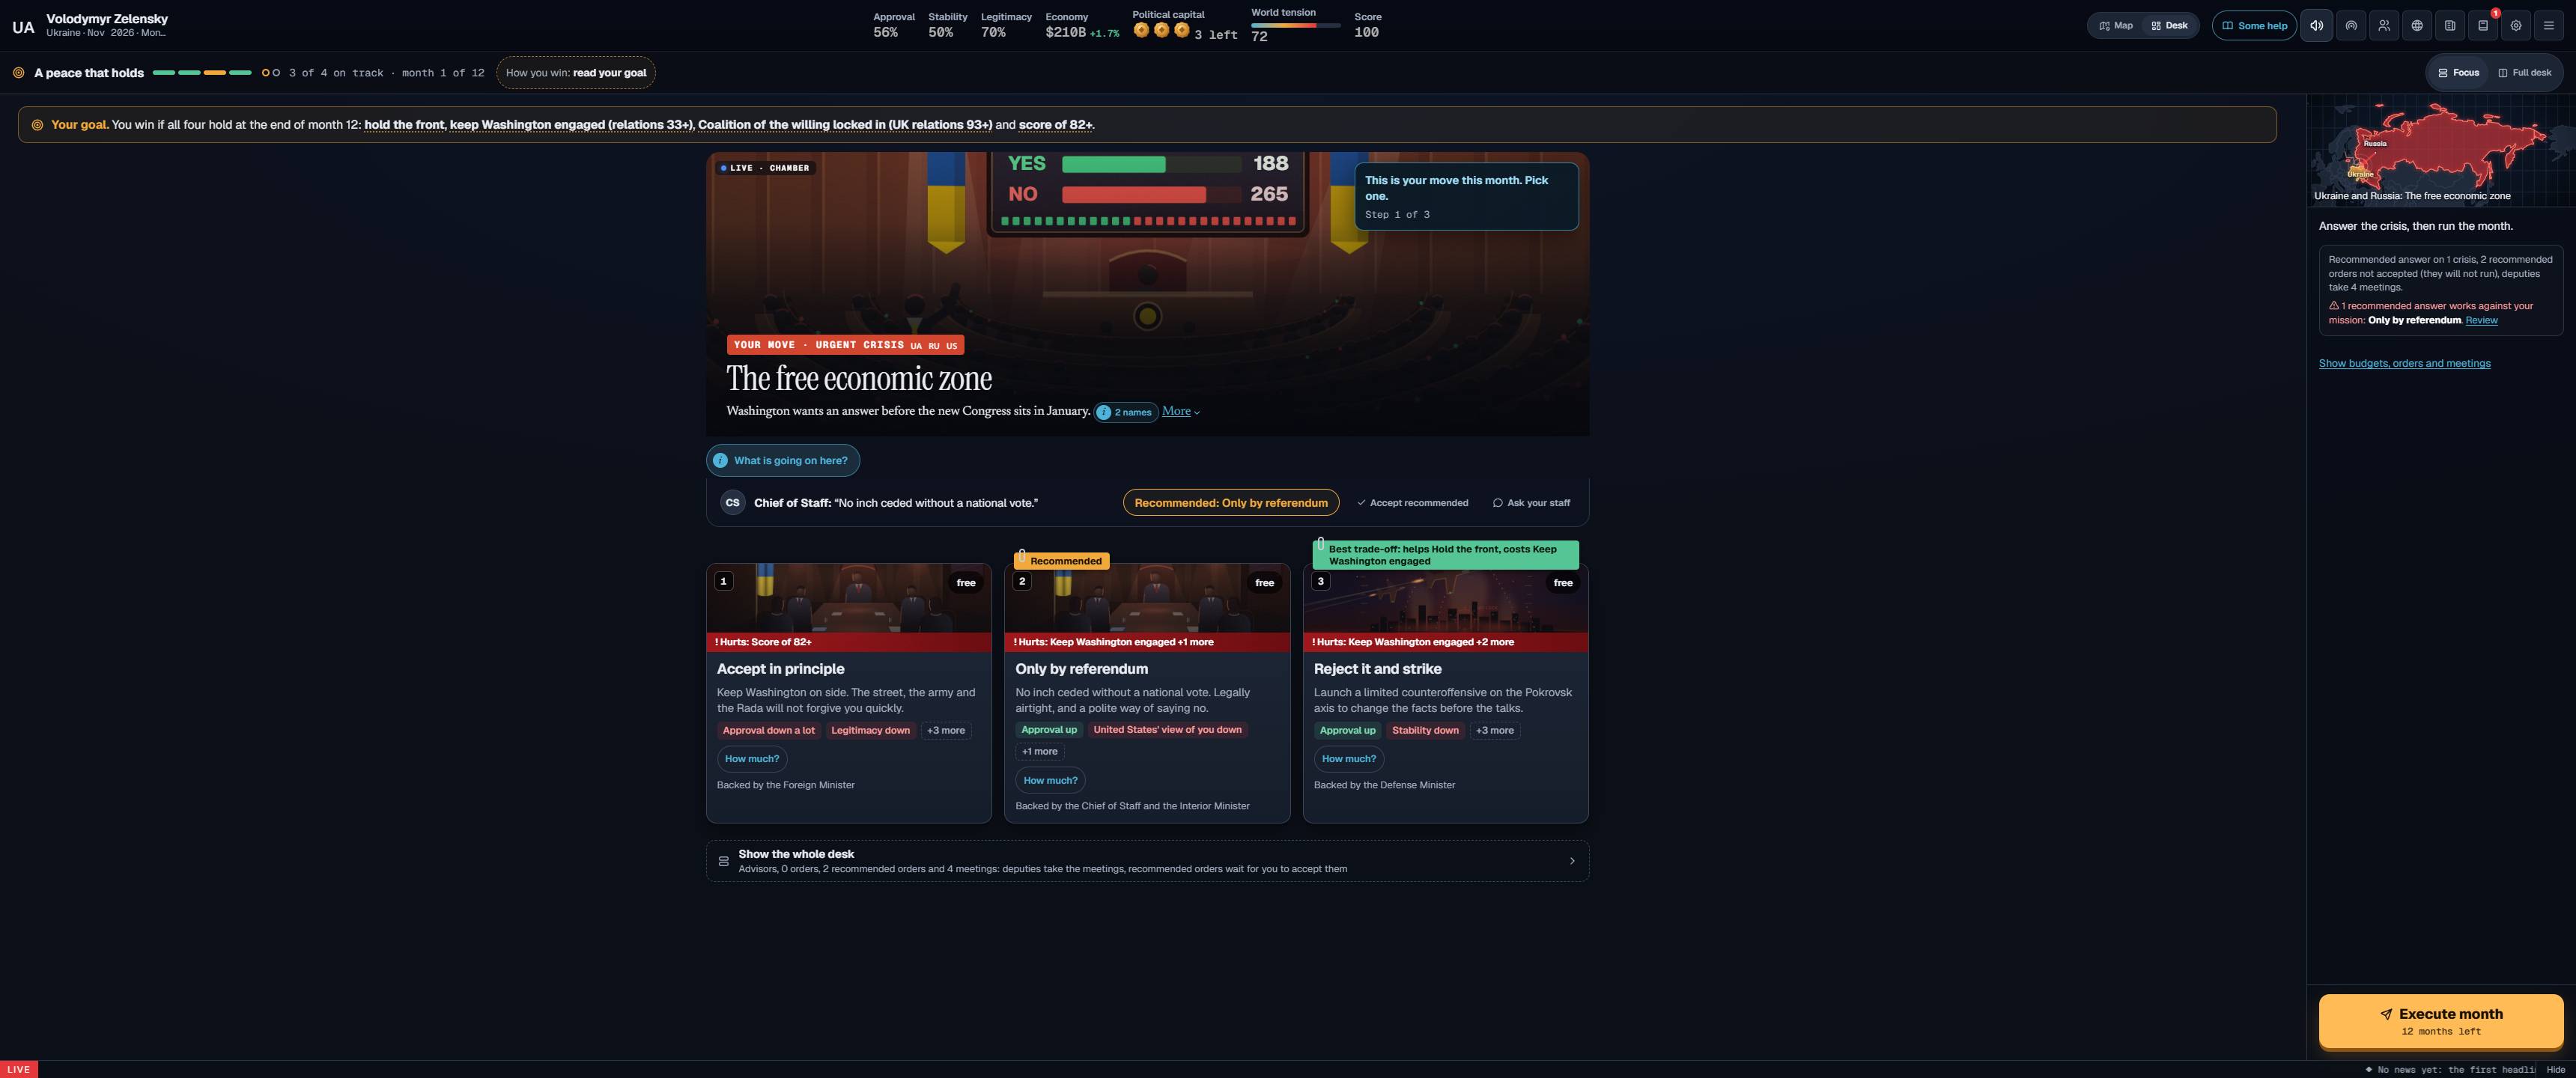 UA
Volodymyr Zelensky
Ukraine · Nov 2026 · Mon…
Approval
56%
Stability
50%
Legitimacy
70%
Economy
$210B +1.7%
Political capital
3 left
World tension
72
Score
100
Map
Desk
Some help
1
A peace that holds
3 of 4 on track · month 1 of 12
How you win: read your goal
Focus
Full desk
Your goal. You win if all four hold at the end of month 12: hold the front, keep Washington engaged (relations 33+), Coalition of the willing locked in (UK relations 93+) and score of 82+.
LIVE · CHAMBER
YES 188
NO 265
This is your move this month. Pick one.
Step 1 of 3
YOUR MOVE · URGENT CRISIS UA RU US
The free economic zone
Washington wants an answer before the new Congress sits in January. i 2 names More
i What is going on here?
CS Chief of Staff: “No inch ceded without a national vote.”
Recommended: Only by referendum
Accept recommended
Ask your staff
1
free
! Hurts: Score of 82+
Accept in principle
Keep Washington on side. The street, the army and
the Rada will not forgive you quickly.
Approval down a lot
Legitimacy down
+3 more
How much?
Backed by the Foreign Minister
Recommended
2
free
! Hurts: Keep Washington engaged +1 more
Only by referendum
No inch ceded without a national vote. Legally
airtight, and a polite way of saying no.
Approval up
United States' view of you down
+1 more
How much?
Backed by the Chief of Staff and the Interior Minister
Best trade-off: helps Hold the front, costs Keep
Washington engaged
3
free
! Hurts: Keep Washington engaged +2 more
Reject it and strike
Launch a limited counteroffensive on the Pokrovsk
axis to change the facts before the talks.
Approval up
Stability down
+3 more
How much?
Backed by the Defense Minister
Show the whole desk
Advisors, 0 orders, 2 recommended orders and 4 meetings: deputies take the meetings, recommended orders wait for you to accept them
Russia
Ukraine
Ukraine and Russia: The free economic zone
Answer the crisis, then run the month.
Recommended answer on 1 crisis, 2 recommended
orders not accepted (they will not run), deputies
take 4 meetings.
1 recommended answer works against your
mission: Only by referendum. Review
Show budgets, orders and meetings
Execute month
12 months left
LIVE
No news yet: the first headli
Hide